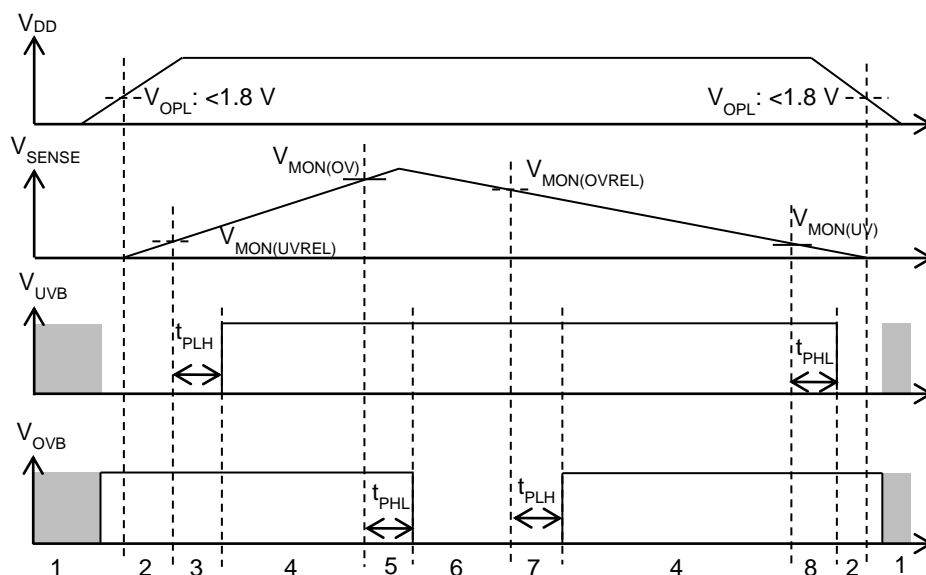 VDD
VOPL: <1.8 V
VOPL: <1.8 V
VSENSE
VMON(OV)
VMON(OVREL)
VMON(UVREL)
VMON(UV)
VUVB
tPLH
tPHL
VOVB
tPHL
tPLH
1 2 3 4 5 6 7 4 8 2 1